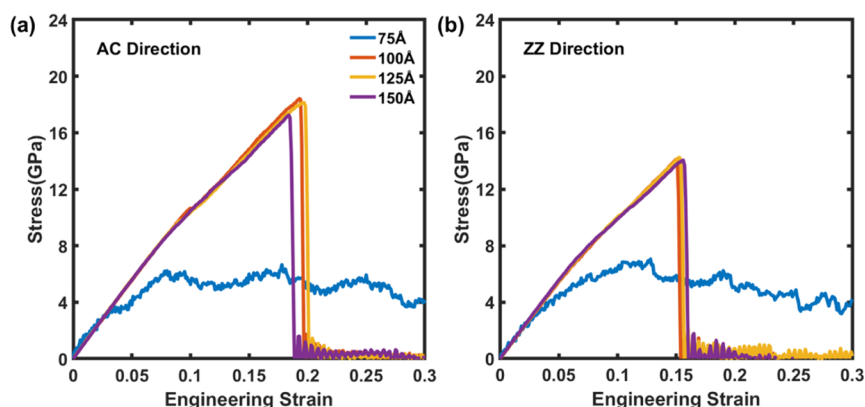 (a)
AC Direction
75Å
100Å
125Å
150Å
Stress(GPa)
24
20
16
12
8
4
0
0 0.05 0.1 0.15 0.2 0.25 0.3
Engineering Strain
(b)
ZZ Direction
Stress(GPa)
24
20
16
12
8
4
0
0 0.05 0.1 0.15 0.2 0.25 0.3
Engineering Strain